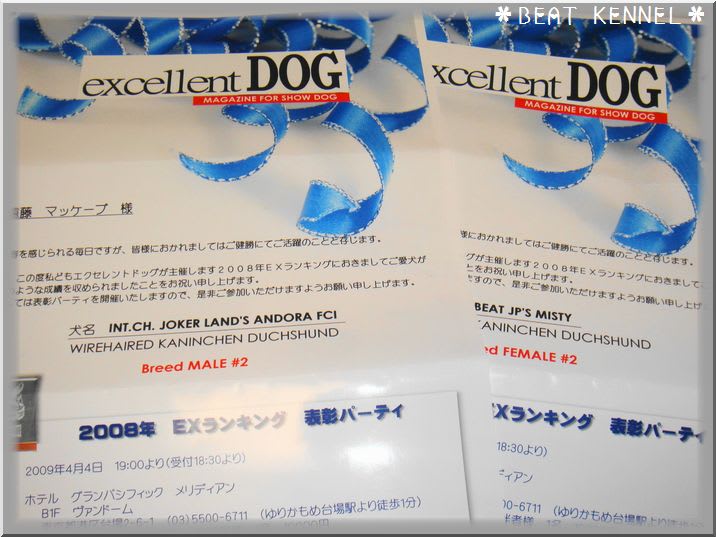 *BEAT KENNEL*
excellent DOG
MAGAZINE FOR SHOW DOG
藤 マッケーブ 様
を感じられる毎日ですが、皆様におかれましてはご健勝にてご活躍のことと存じます。
この度私どもエクセレントドッグが主催します2008年EXランキングにおきましてご愛犬が
のような成績を収められましたことをお祝い申し上げます。
ては表彰パーティを開催いたしますので、是非ご参加いただけますようお願い申し上げます。
犬名 INT.CH. JOKER LAND'S ANDORA FCI
WIREHAIRED KANINCHEN DUCHSHUND
Breed MALE #2
2008年 EXランキング 表彰パーティ
2009年4月4日 19:00より(受付18:30より)
ホテル グランパシフィック メリディアン
B1F ヴァンドーム
東京都港区台場2-6-1 (03)5500-6711 (ゆりかもめ台場駅より徒歩1分)
xcellent DOG
MAGAZINE FOR SHOW DOG
様におかれましてはご健勝にてご活躍のことと存じます。
グが主催します2008年EXランキングにおきましてご愛犬が
とをお祝い申し上げます。
ますので、是非ご参加いただけますようお願い申し上げます。
BEAT JP'S MISTY
KANINCHEN DUCHSHUND
ed FEMALE #2
EXランキング 表彰パーティ
18:30より)
ディアン
00-6711 (ゆりかもめ台場駅より徒歩1分)